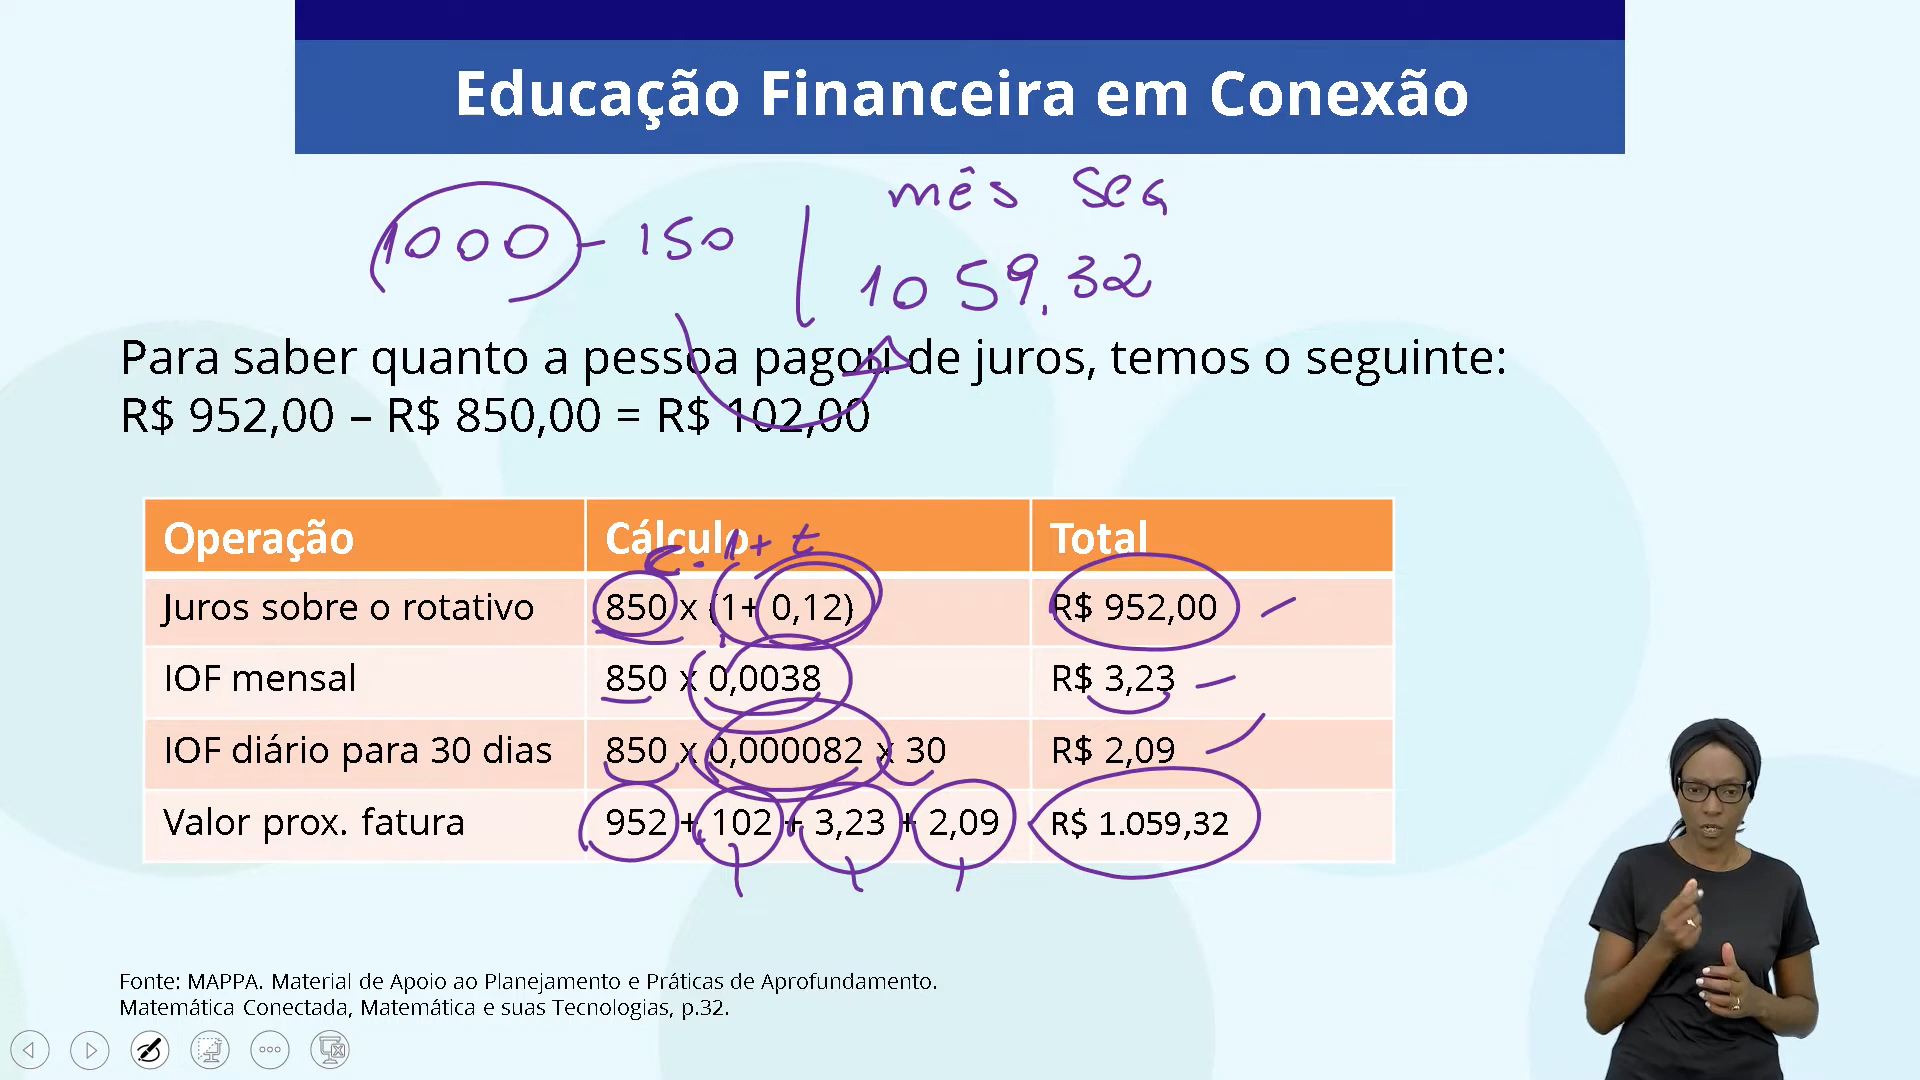 Educação Financeira em Conexão
mês seg
1000 - 150
1059,32
Para saber quanto a pessoa pagou de juros, temos o seguinte:
R$ 952,00 – R$ 850,00 = R$ 102,00
Operação Cálculo Total
C. 1+ t
Juros sobre o rotativo 850 x (1+ 0,12) R$ 952,00
IOF mensal 850 x 0,0038 R$ 3,23
IOF diário para 30 dias 850 x 0,000082 x 30 R$ 2,09
Valor prox. fatura 952 + 102 + 3,23 + 2,09 R$ 1.059,32
Fonte: MAPPA. Material de Apoio ao Planejamento e Práticas de Aprofundamento.
Matemática Conectada, Matemática e suas Tecnologias, p.32.